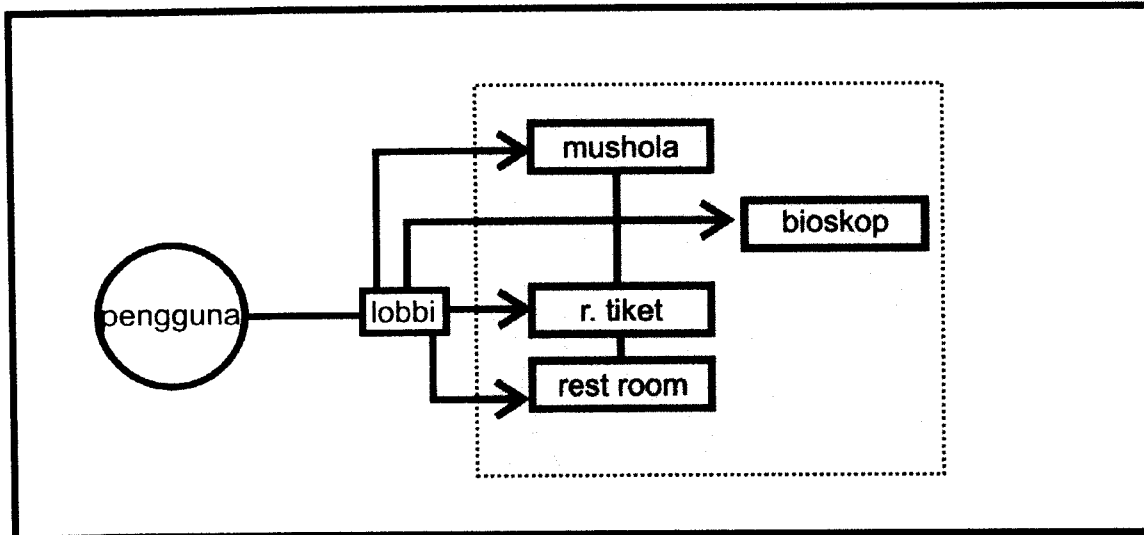 mushola
bioskop
pengguna
lobbi
r. tiket
rest room